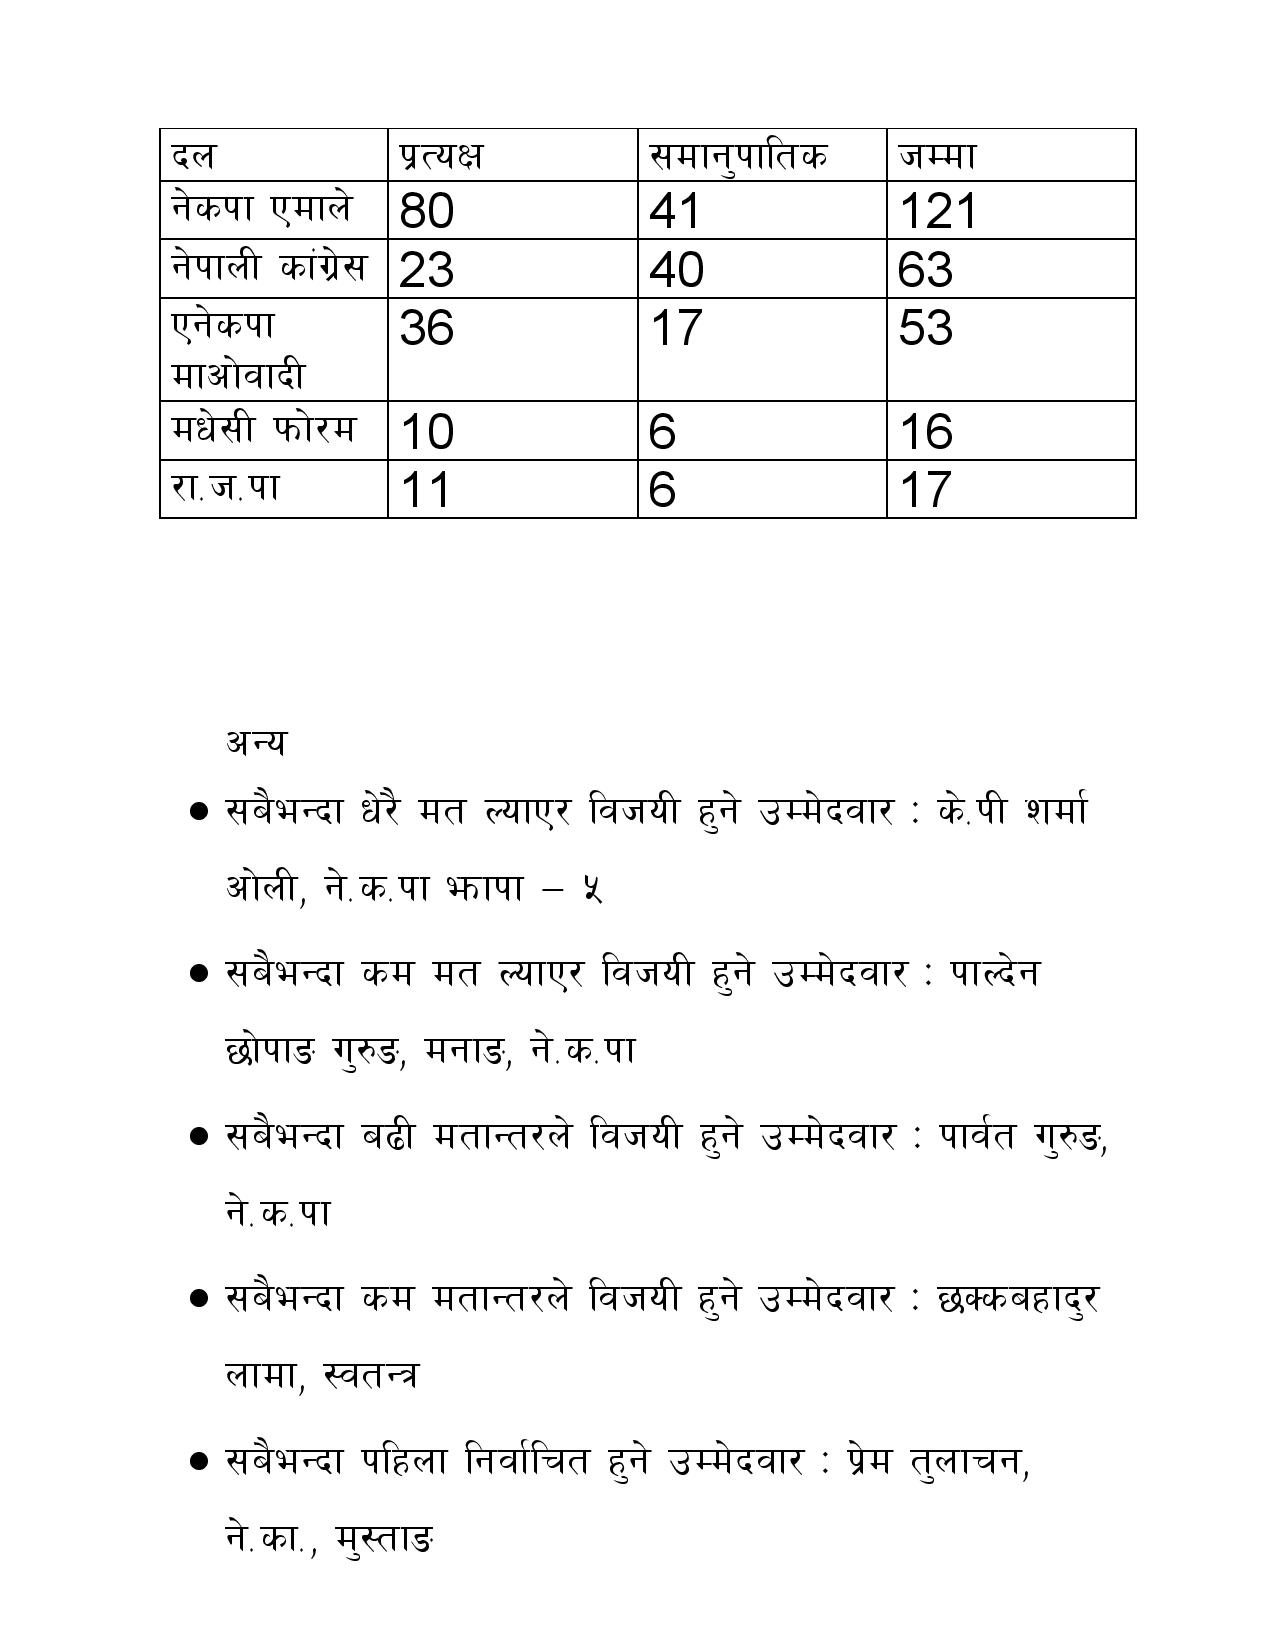 दल प्रत्यक्ष समानुपातिक जम्मा
नेकपा एमाले 80 41 121
नेपाली कांग्रेस 23 40 63
एनेकपा 36 17 53
माओवादी
मधेसी फोरम 10 6 16
रा.ज.पा 11 6 17
अन्य
● सबैभन्दा धेरै मत ल्याएर विजयी हुने उम्मेदवार : के.पी शर्मा
ओली, ने.क.पा झापा – ५
● सबैभन्दा कम मत ल्याएर विजयी हुने उम्मेदवार : पाल्देन
छोपाङ गुरुङ, मनाङ, ने.क.पा
● सबैभन्दा बढी मतान्तरले विजयी हुने उम्मेदवार : पार्वत गुरुङ,
ने.क.पा
● सबैभन्दा कम मतान्तरले विजयी हुने उम्मेदवार : छक्कबहादुर
लामा, स्वतन्त्र
● सबैभन्दा पहिला निर्वाचित हुने उम्मेदवार : प्रेम तुलाचन,
ने.का., मुस्ताङ